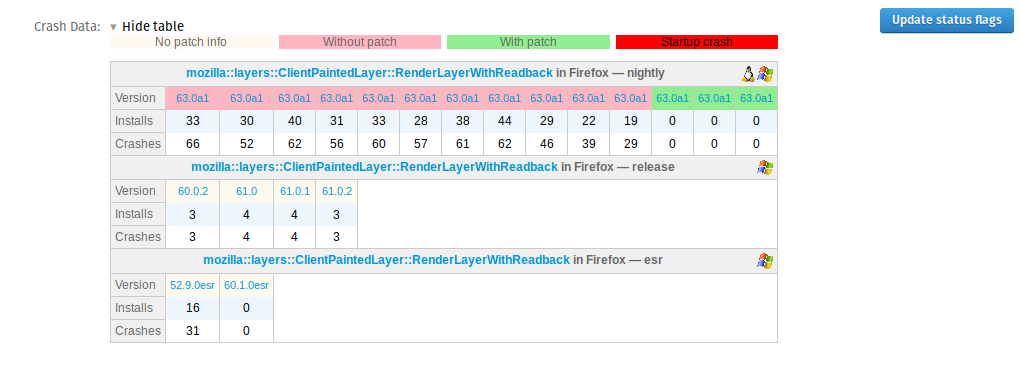 Crash Data: ▼ Hide table
Update status flags
No patch info Without patch With patch Startup crash
mozilla::layers::ClientPaintedLayer::RenderLayerWithReadback in Firefox — nightly
Version 63.0a1 63.0a1 63.0a1 63.0a1 63.0a1 63.0a1 63.0a1 63.0a1 63.0a1 63.0a1 63.0a1 63.0a1 63.0a1 63.0a1
Installs 33 30 40 31 33 28 38 44 29 22 19 0 0 0
Crashes 66 52 62 56 60 57 61 62 46 39 29 0 0 0
mozilla::layers::ClientPaintedLayer::RenderLayerWithReadback in Firefox — release
Version 60.0.2 61.0 61.0.1 61.0.2
Installs 3 4 4 3
Crashes 3 4 4 3
mozilla::layers::ClientPaintedLayer::RenderLayerWithReadback in Firefox — esr
Version 52.9.0esr 60.1.0esr
Installs 16 0
Crashes 31 0